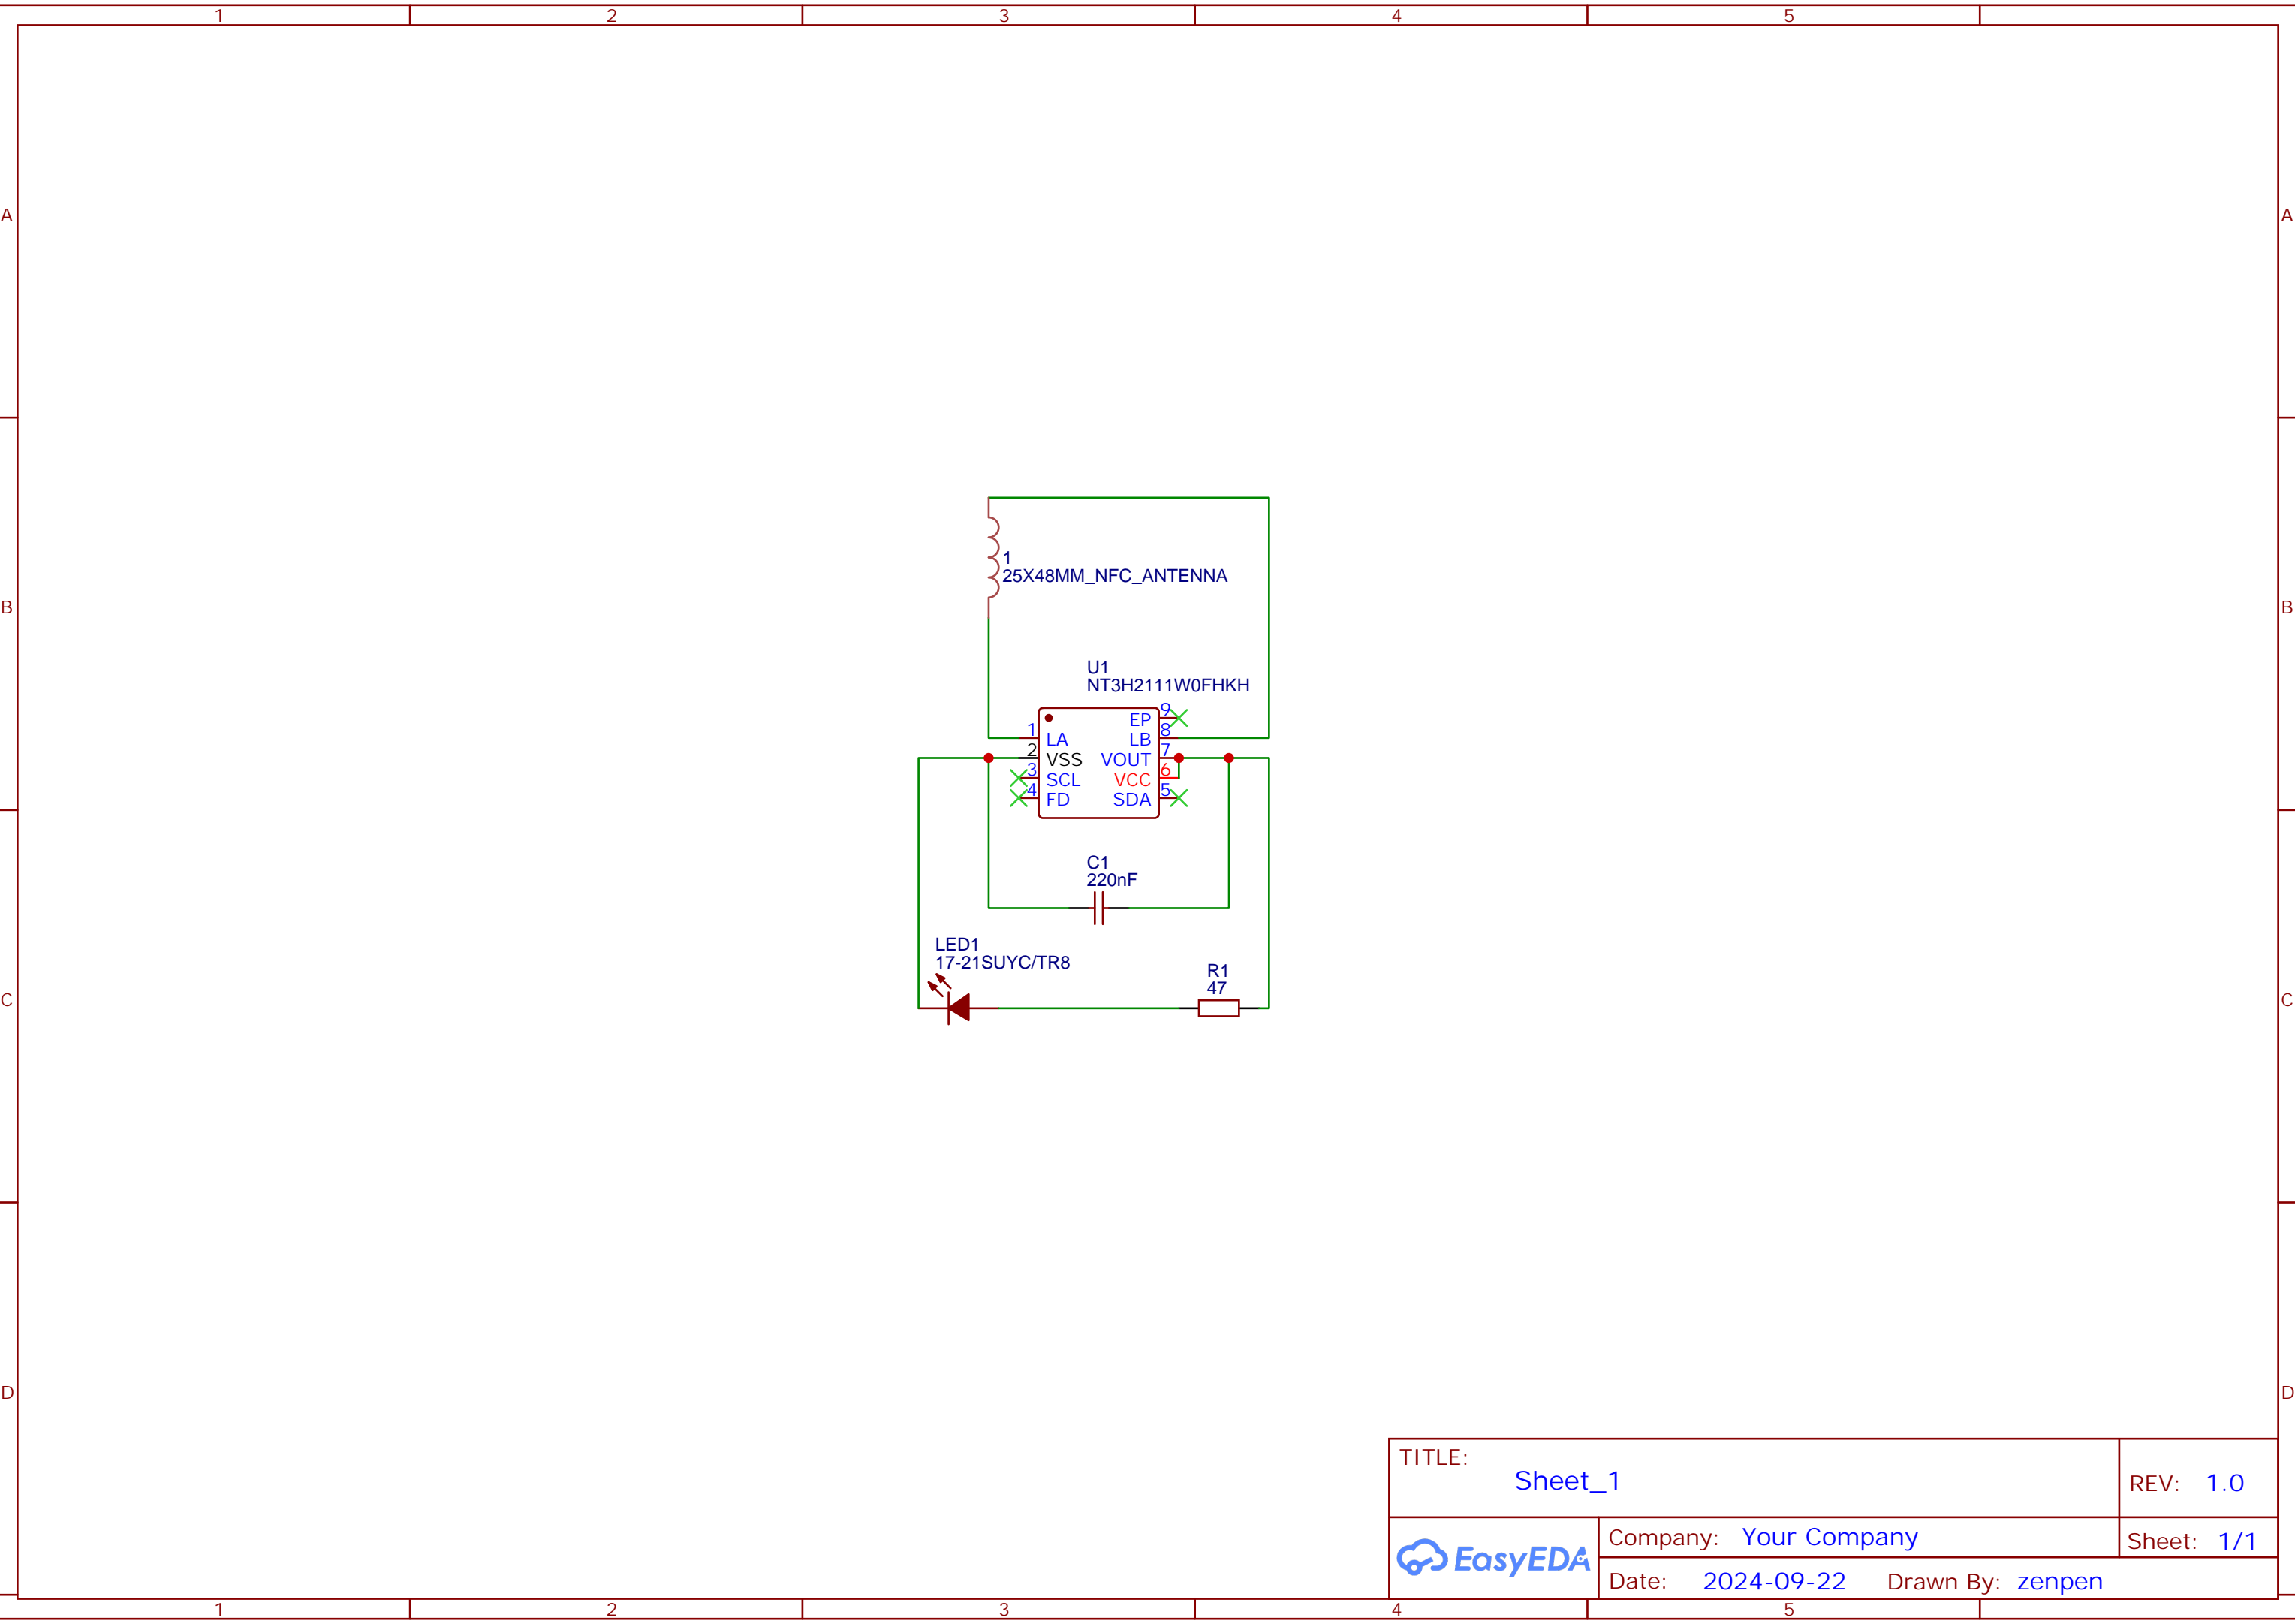 1 2 3 4 5
A A
B B
C C
D D
1
25X48MM_NFC_ANTENNA
U1
NT3H2111W0FHKH
9
EP
1 8
LA LB
2 7
VSS VOUT
3 6
SCL VCC
4 5
FD SDA
C1
220nF
LED1
17-21SUYC/TR8
R1
47
TITLE:
Sheet_1
REV: 1.0
EasyEDA
Company: Your Company
Sheet: 1/1
Date: 2024-09-22 Drawn By: zenpen
1 2 3 4 5